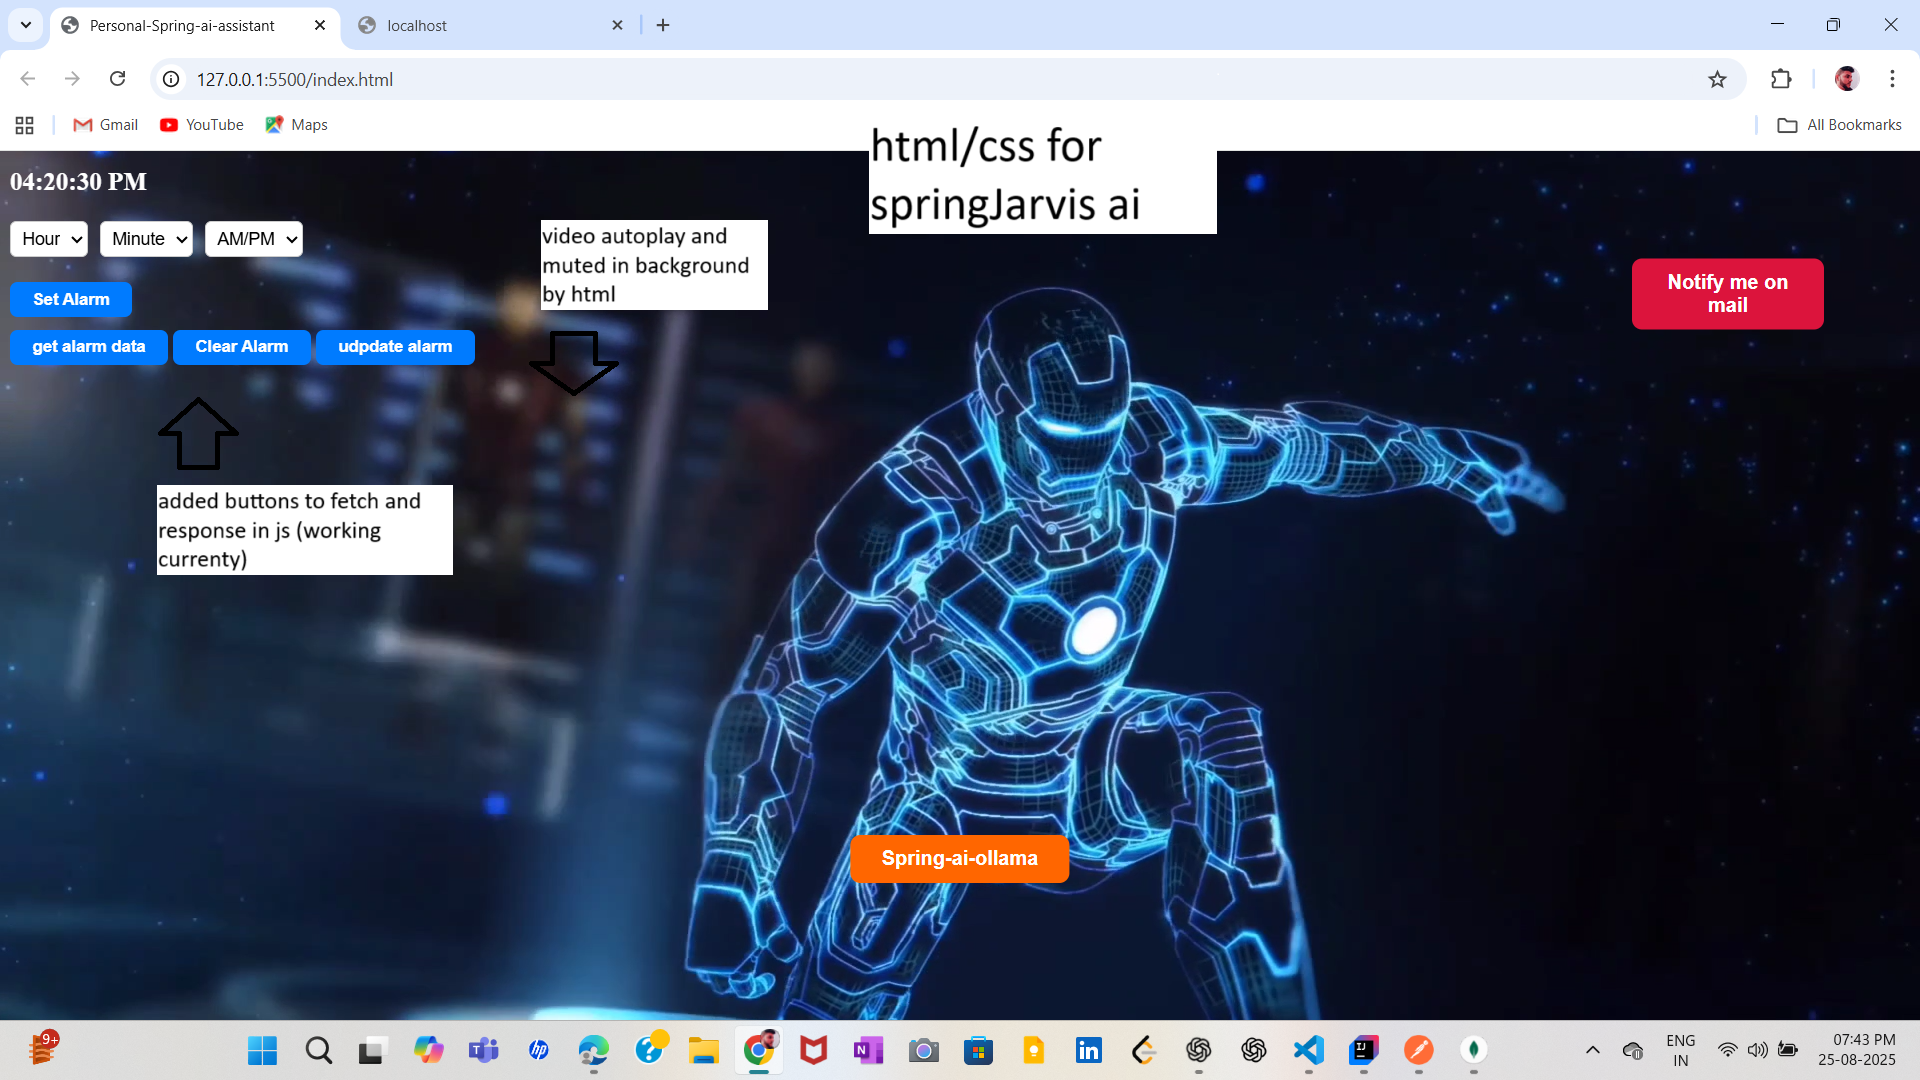 Personal-Spring-ai-assistant
localhost
127.0.0.1:5500/index.html
Gmail
YouTube
Maps
All Bookmarks
html/css for
springJarvis ai
04:20:30 PM
Hour
Minute
AM/PM
video autoplay and
muted in background
by html
Set Alarm
Notify me on
mail
get alarm data
Clear Alarm
udpdate alarm
added buttons to fetch and
response in js (working
currenty)
Spring-ai-ollama
9+
hp
N
in
IJ
ENG
IN
07:43 PM
25-08-2025